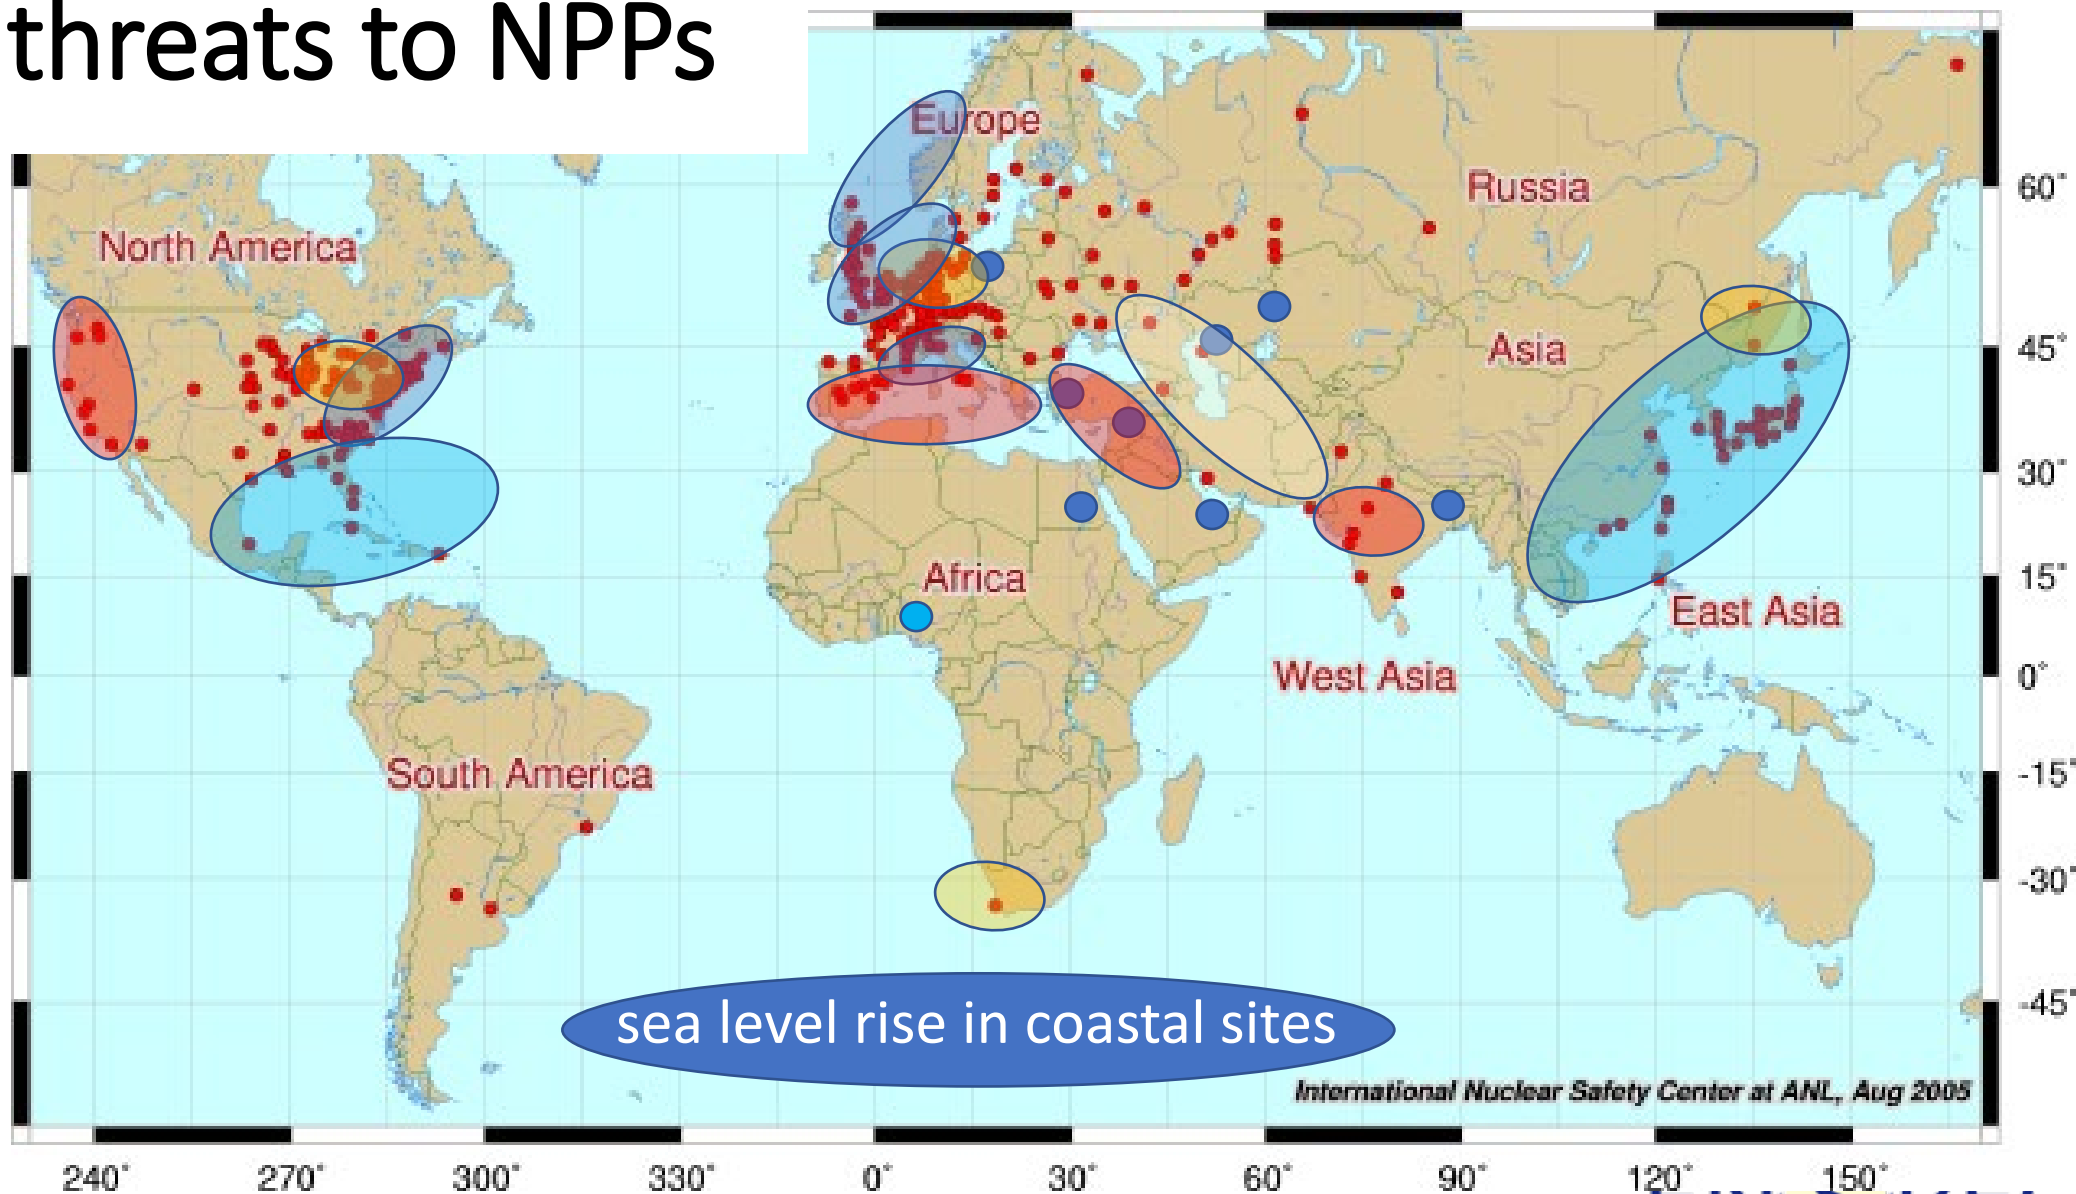 threats to NPPs
Europe
60°
Russia
North America
45°
Asia
30°
15°
Africa
East Asia
0°
West Asia
-15°
South America
-30°
-45°
sea level rise in coastal sites
International Nuclear Safety Center at ANL, Aug 2005
240° 270° 300° 330° 0° 30° 60° 90° 120° 150°